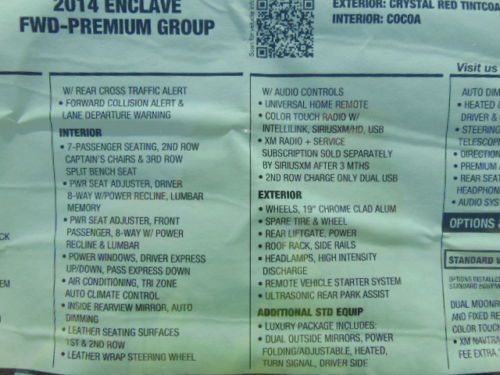 2014 ENCLAVE
FWD-PREMIUM GROUP
EXTERIOR: CRYSTAL RED TINTCOA
INTERIOR: COCOA
W/ REAR CROSS TRAFFIC ALERT
• FORWARD COLLISION ALERT &
LANE DEPARTURE WARNING
INTERIOR
• 7-PASSENGER SEATING, 2ND ROW
CAPTAIN'S CHAIRS & 3RD ROW
SPLIT BENCH SEAT
• PWR SEAT ADJUSTER, DRIVER
8-WAY W/POWER RECLINE, LUMBAR
MEMORY
• PWR SEAT ADJUSTER, FRONT
PASSENGER, 8-WAY W/ POWER
RECLINE & LUMBAR
• POWER WINDOWS, DRIVER EXPRESS
UP/DOWN, PASS EXPRESS DOWN
• AIR CONDITIONING, TRI ZONE
AUTO CLIMATE CONTROL
• INSIDE REARVIEW MIRROR, AUTO
DIMMING
• LEATHER SEATING SURFACES
1ST & 2ND ROW
• LEATHER WRAP STEERING WHEEL
W/ AUDIO CONTROLS
• UNIVERSAL HOME REMOTE
• COLOR TOUCH RADIO W/
INTELLILINK, SIRIUSXM/HD, USB
• XM RADIO + SERVICE
SUBSCRIPTION SOLD SEPARATELY
BY SIRIUSXM AFTER 3 MTHS
• 2ND ROW CHARGE ONLY DUAL USB
EXTERIOR
• WHEELS, 19" CHROME CLAD ALUM
• SPARE TIRE & WHEEL
• REAR LIFTGATE, POWER
• ROOF RACK, SIDE RAILS
• HEADLAMPS, HIGH INTENSITY
DISCHARGE
• REMOTE VEHICLE STARTER SYSTEM
• ULTRASONIC REAR PARK ASSIST
ADDITIONAL STD EQUIP
• LUXURY PACKAGE INCLUDES:
• DUAL OUTSIDE MIRRORS, POWER
FOLDING/ADJUSTABLE, HEATED,
TURN SIGNAL, DRIVER SIDE
Visit us
AUTO DIM
• HEATED &
DRIVER &
• STEERING
TELESCOP
• DIRECTION
• PREMIUM
• REAR SEAT
HEADPHON
• AUDIO SYS
OPTIONS &
STANDARD
OPTIONS INSTALLED
STANDARD EQUIPM
DUAL MOONR
AND FIXED RE
COLOR TOUCH
• XM NAVTRA
FEE EXTRA,